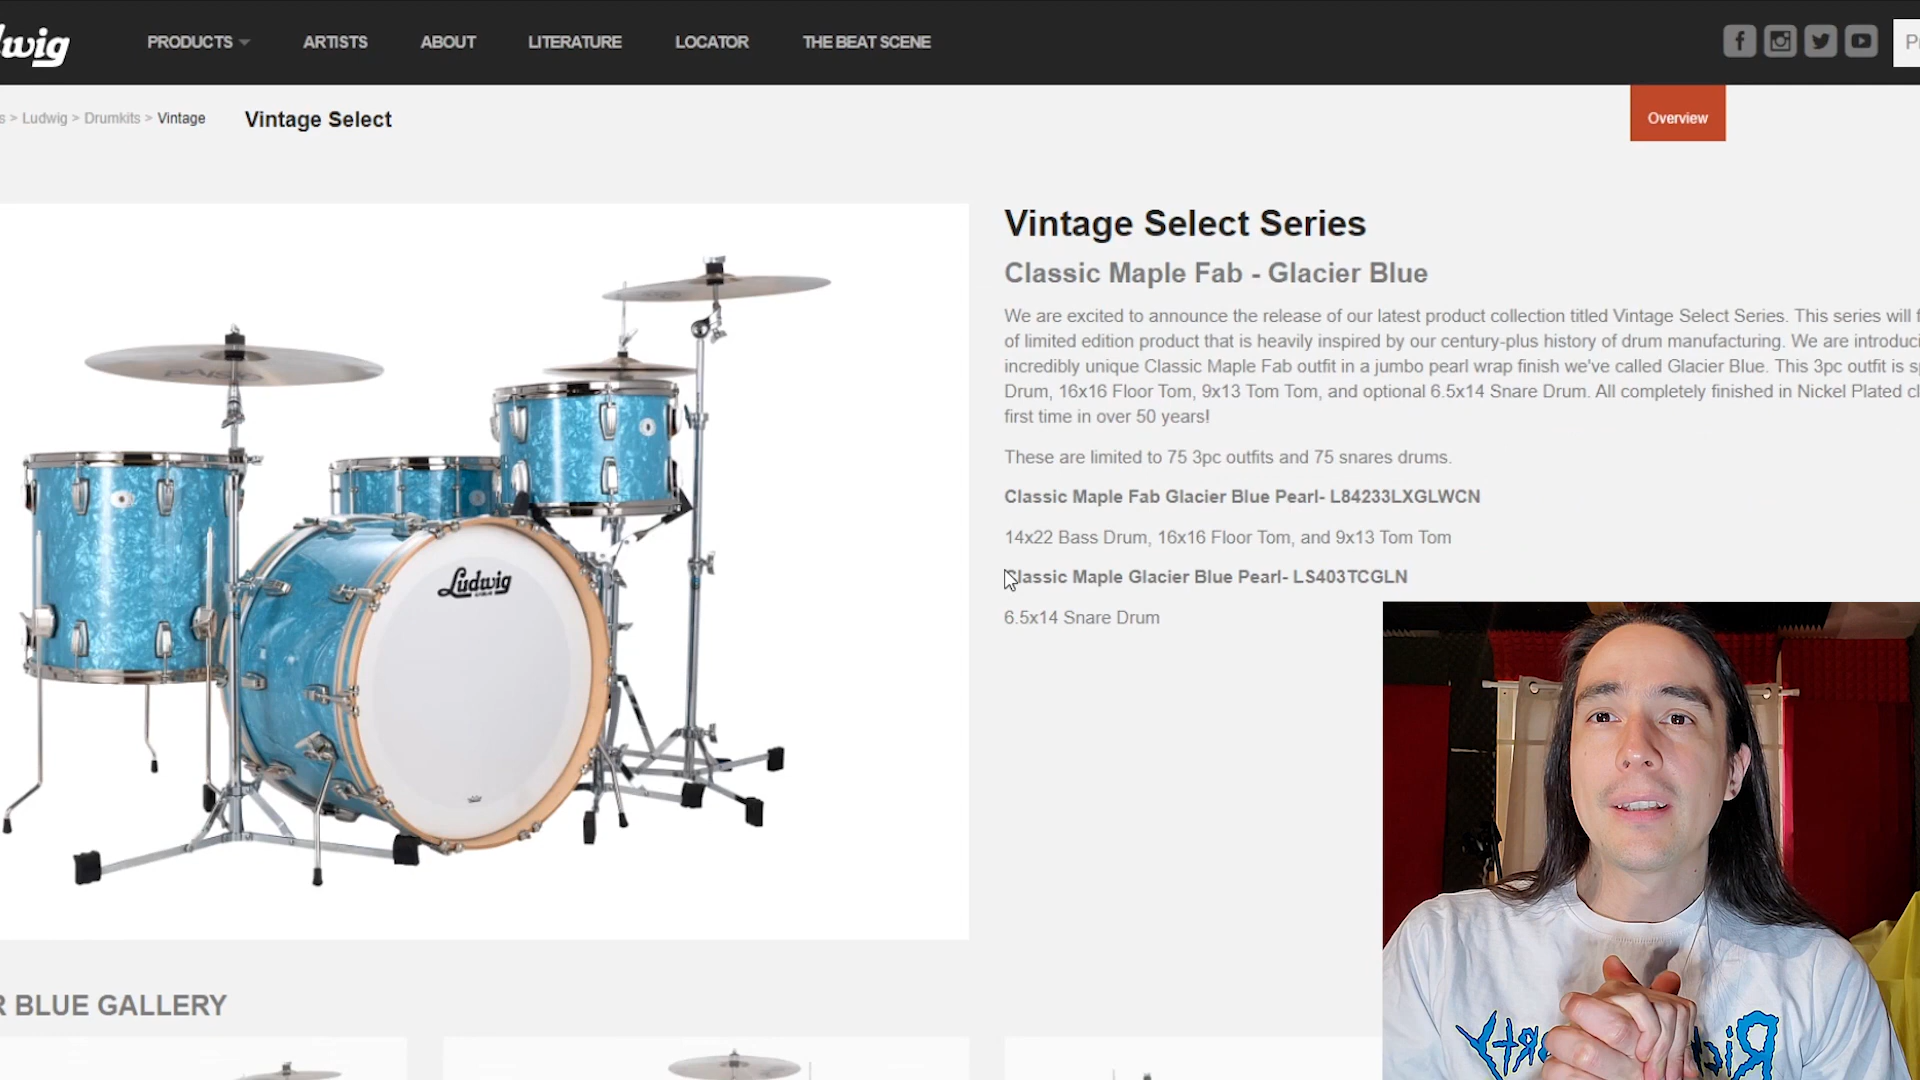 wig PRODUCTS ARTISTS ABOUT LITERATURE LOCATOR THE BEAT SCENE
s > Ludwig > Drumkits > Vintage Vintage Select Overview
Vintage Select Series
Classic Maple Fab - Glacier Blue
We are excited to announce the release of our latest product collection titled Vintage Select Series. This series will f
of limited edition product that is heavily inspired by our century-plus history of drum manufacturing. We are introduci
incredibly unique Classic Maple Fab outfit in a jumbo pearl wrap finish we've called Glacier Blue. This 3pc outfit is s
Drum, 16x16 Floor Tom, 9x13 Tom Tom, and optional 6.5x14 Snare Drum. All completely finished in Nickel Plated cl
first time in over 50 years!
These are limited to 75 3pc outfits and 75 snares drums.
Classic Maple Fab Glacier Blue Pearl- L84233LXGLWCN
14x22 Bass Drum, 16x16 Floor Tom, and 9x13 Tom Tom
Classic Maple Glacier Blue Pearl- LS403TCGLN
6.5x14 Snare Drum
PAISTE
Ludwig
R BLUE GALLERY